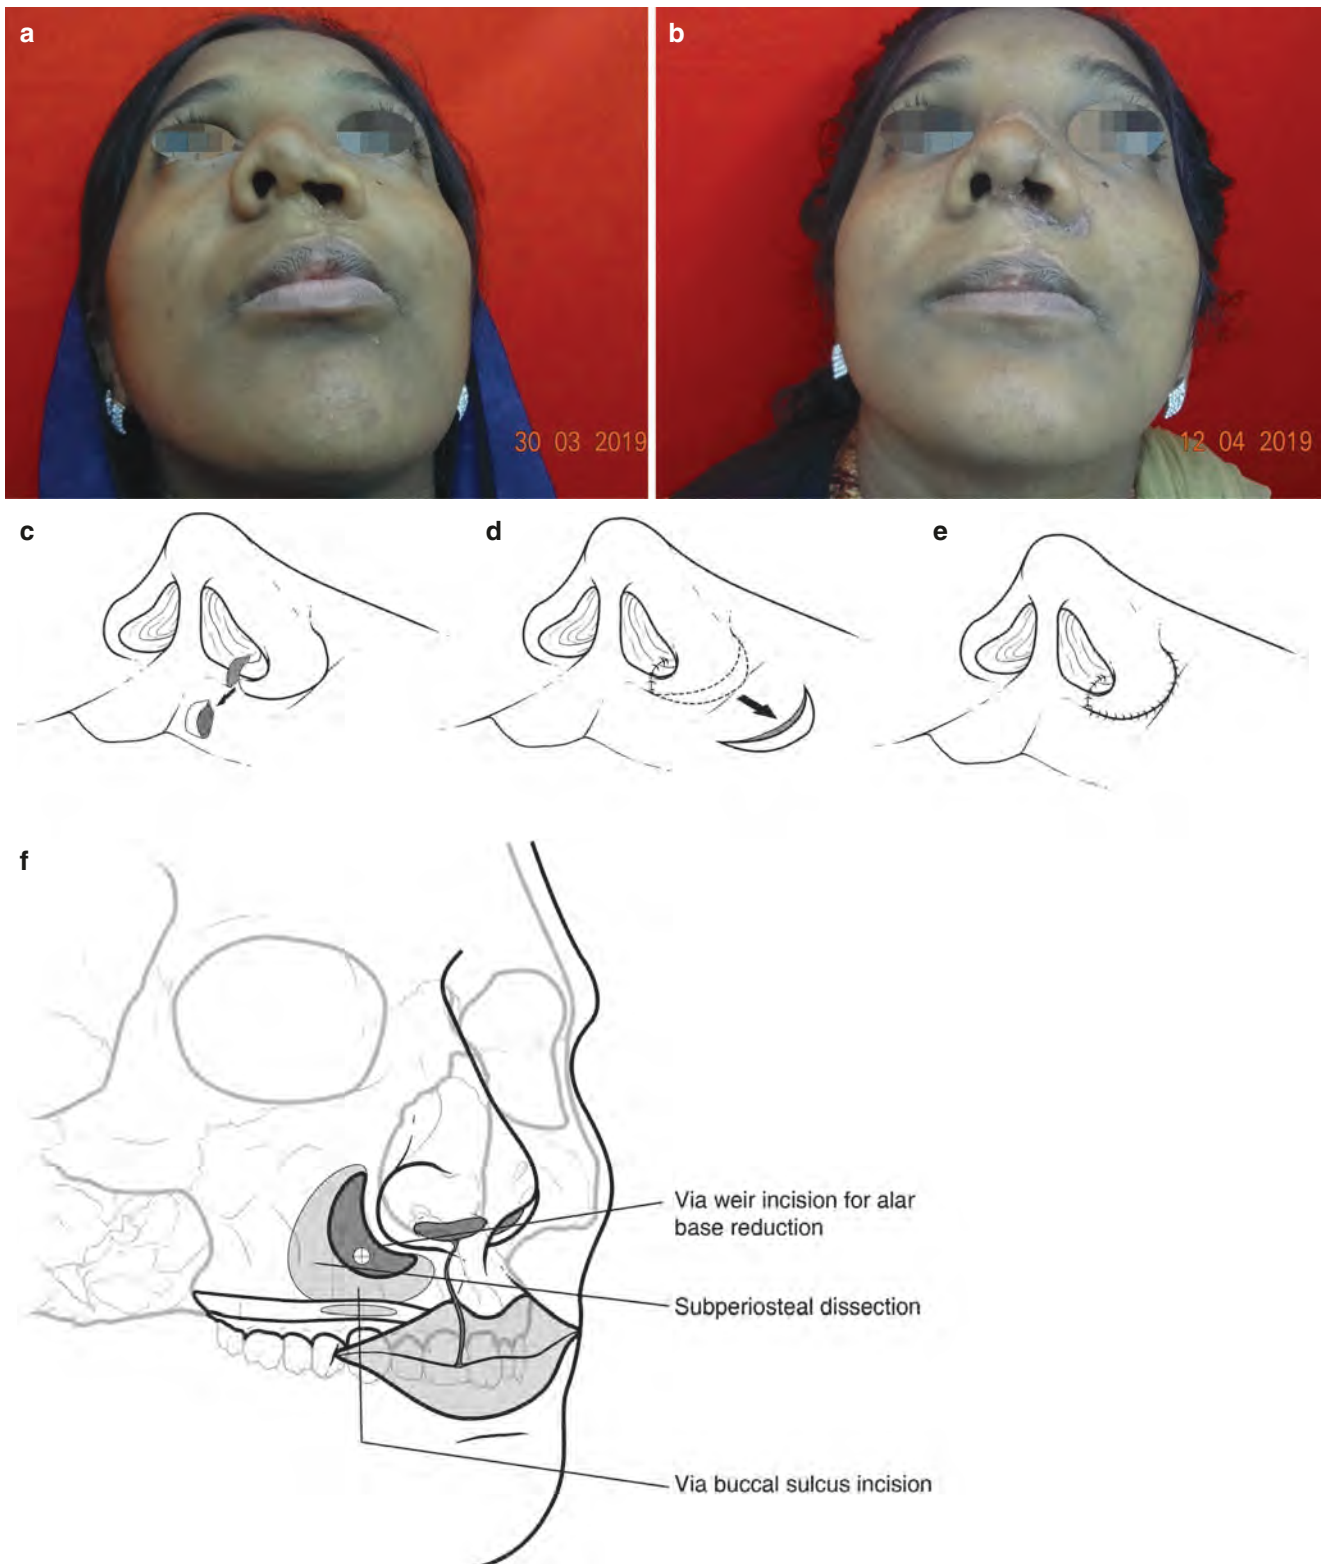 a
b
30 03 2019
12 04 2019
c
d
e
f
Via weir incision for alar
base reduction
Subperiosteal dissection
Via buccal sulcus incision